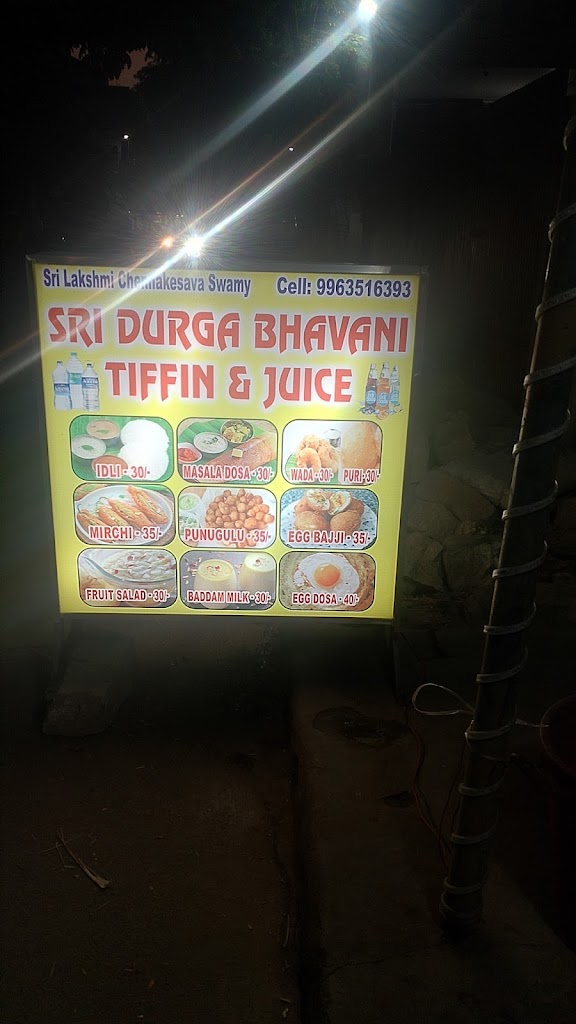 Sri Lakshmi Chennakesava Swamy Cell: 9963516393
SRI DURGA BHAVANI
TIFFIN & JUICE
IDLI - 30/- MASALA DOSA - 30/- WADA - 30/- PURI-30/-
MIRCHI - 35/- PUNUGULU - 35/- EGG BAJJI - 35/-
FRUIT SALAD - 30/- BADDAM MILK - 30/- EGG DOSA - 40/-